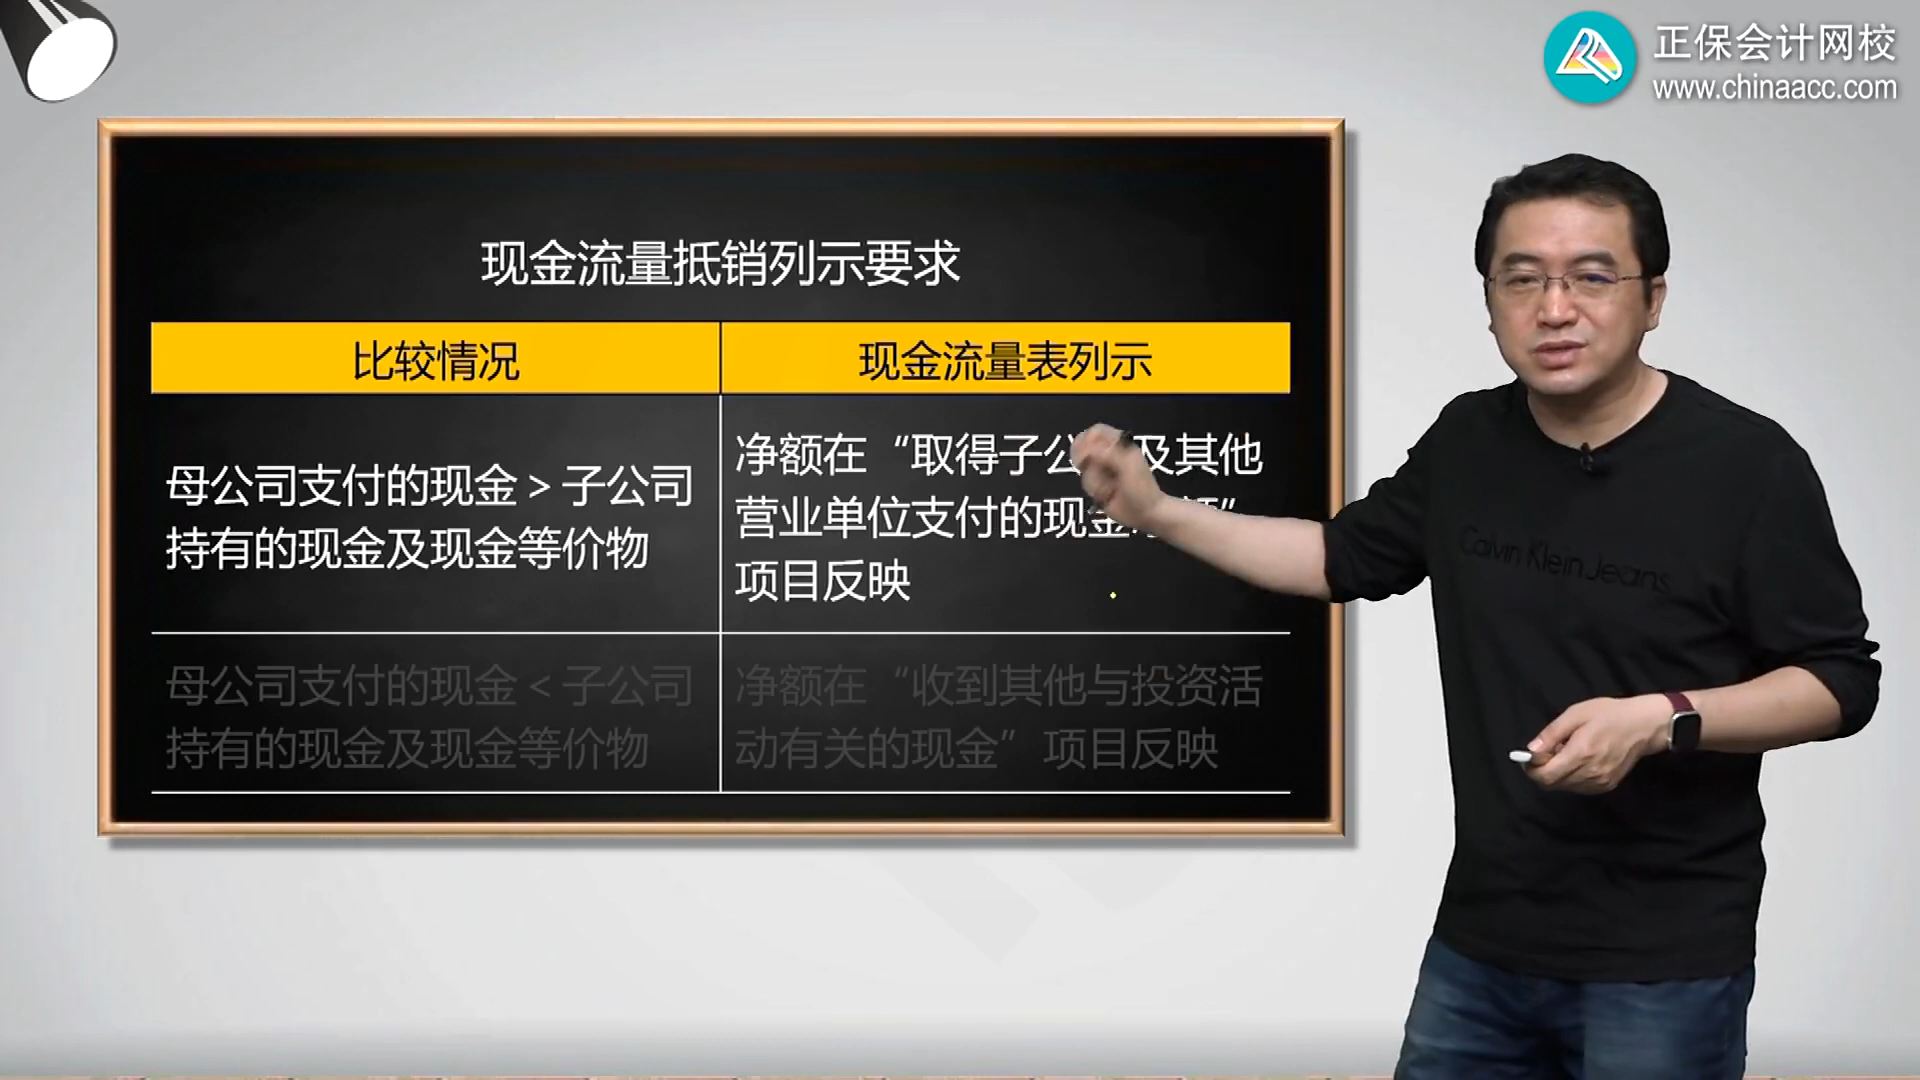 正保会计网校
www.chinaacc.com
现金流量抵销列示要求
比较情况
现金流量表列示
母公司支付的现金＞子公司
持有的现金及现金等价物
净额在“取得子公 及其他
营业单位支付的现金 ”
项目反映
母公司支付的现金＜子公司
持有的现金及现金等价物
净额在“收到其他与投资活
动有关的现金”项目反映
Calvin Klein Jeans